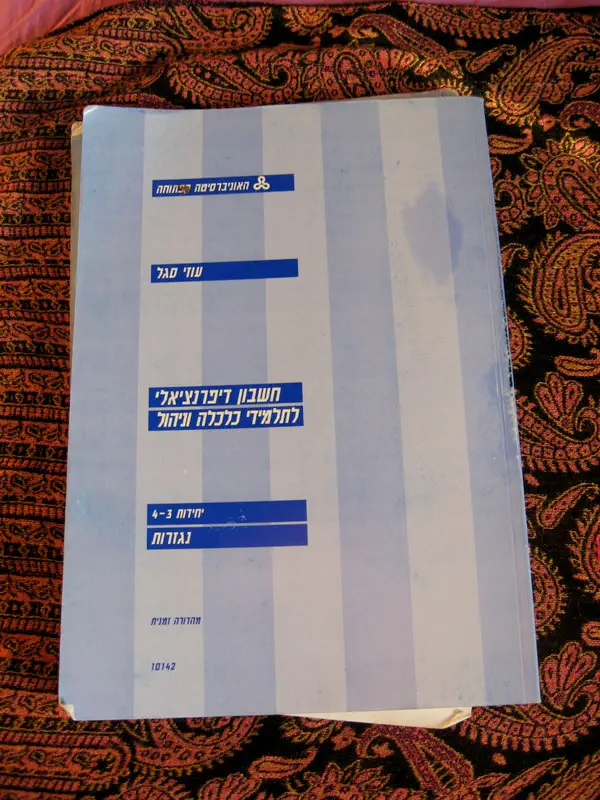 האוניברסיטה הפתוחה
עוזי סגל
חשבון דיפרנציאלי
לתלמידי כלכלה וניהול
יחידות 3-4
נגזרות
מהדורה זמנית
10142